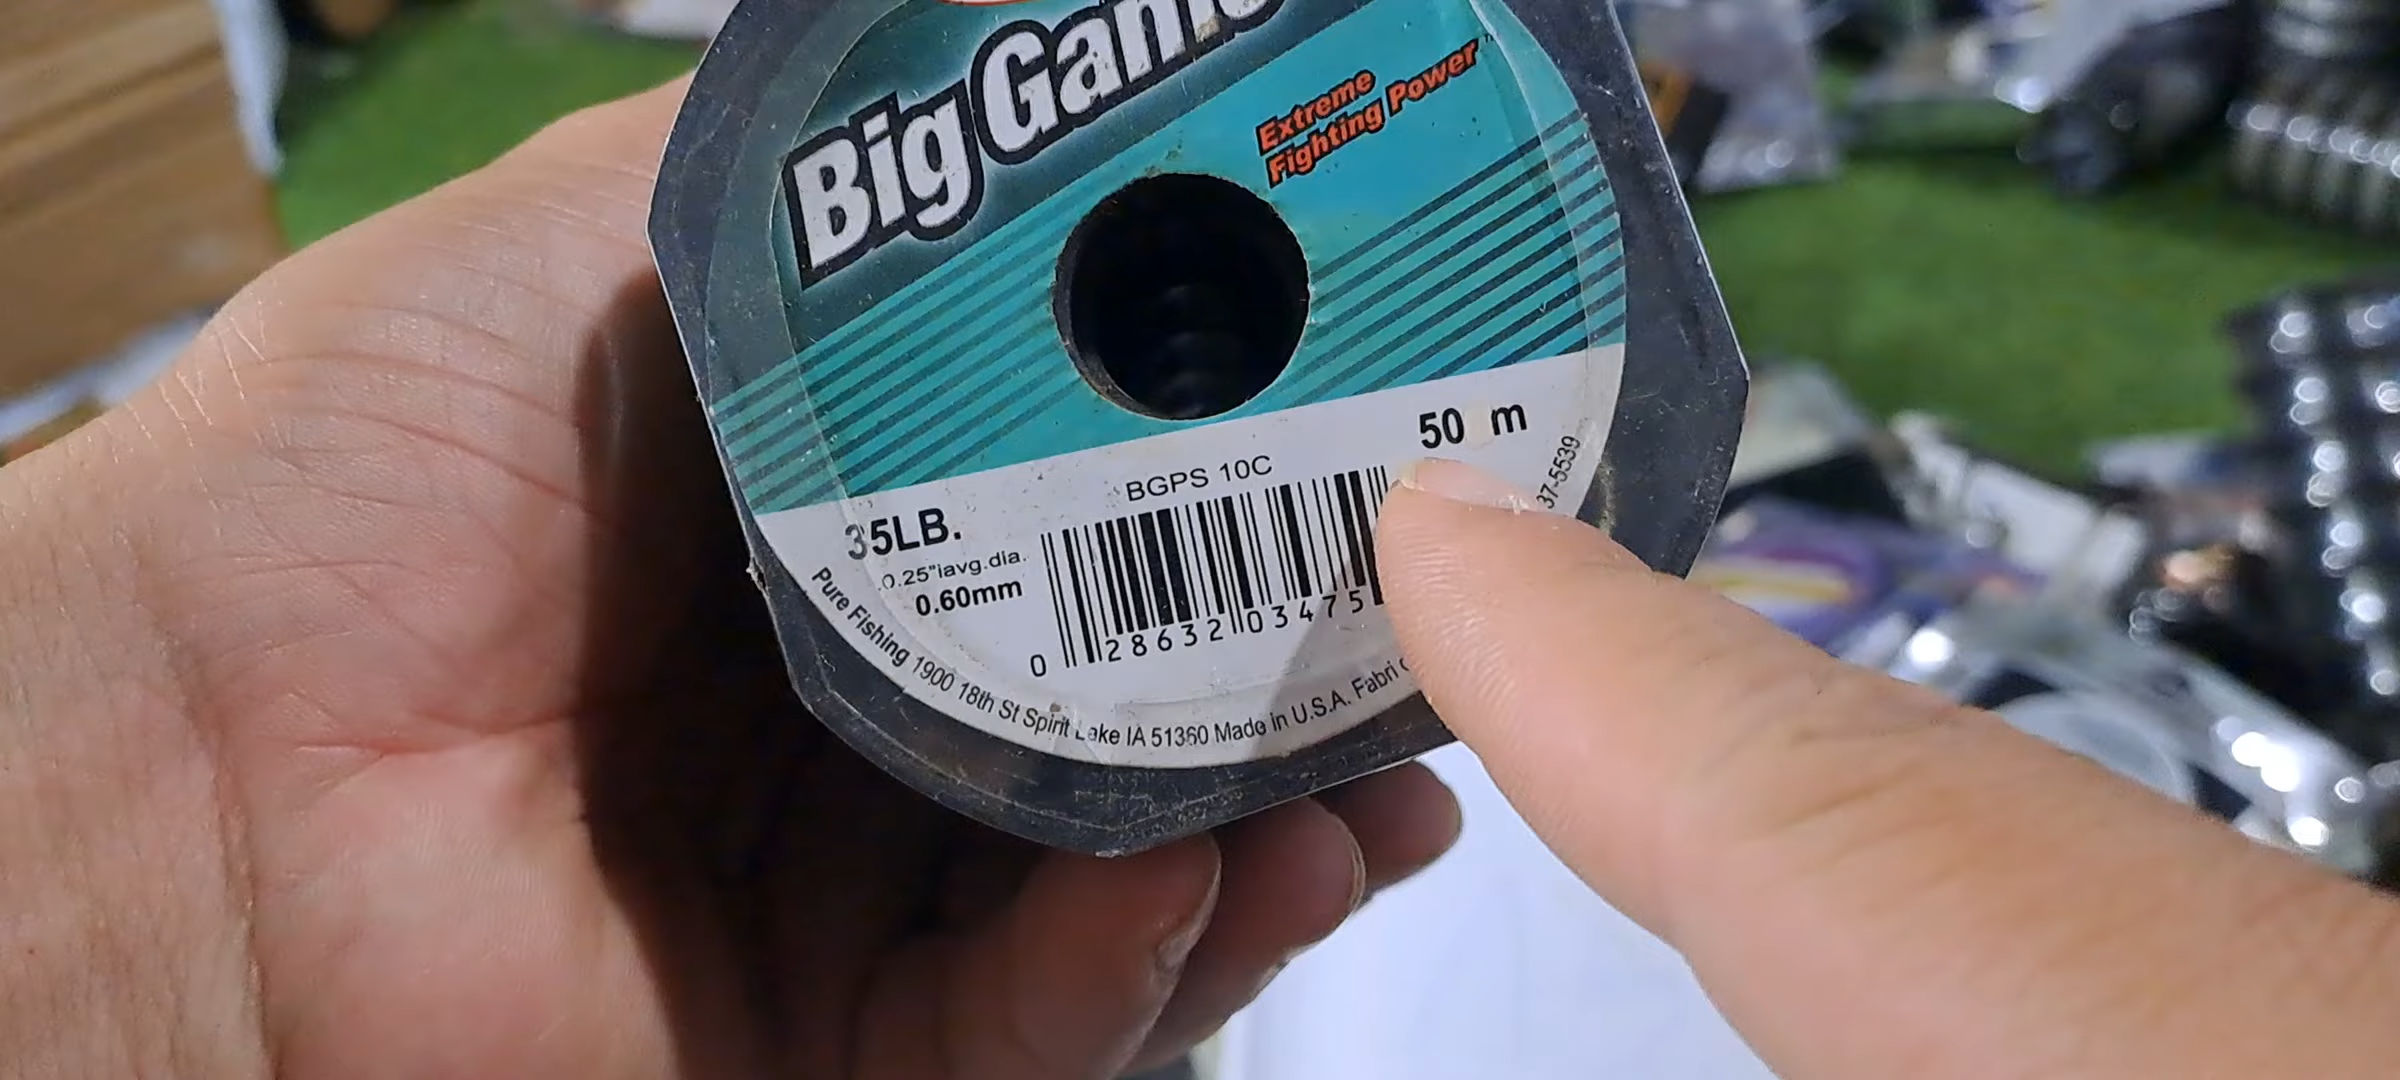 Big Game
Extreme
Fighting Power
50 m
BGPS 10C
35LB.
0.25"iavg.dia.
0.60mm
0 28632 03475
37-5539
Pure Fishing 1900 18th St Spirit Lake IA 51360 Made in U.S.A. Fabri